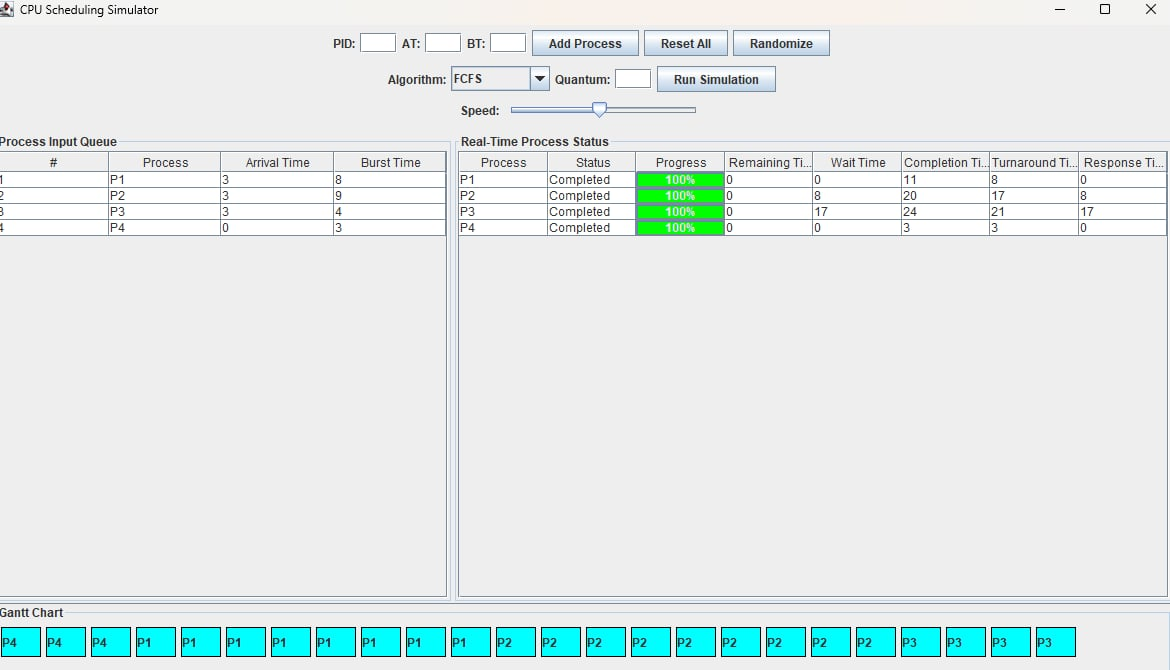 CPU Scheduling Simulator
PID: AT: BT: Add Process Reset All Randomize
Algorithm: FCFS Quantum: Run Simulation
Speed:
Process Input Queue
# Process Arrival Time Burst Time
1 P1 3 8
2 P2 3 9
3 P3 3 4
4 P4 0 3
Real-Time Process Status
Process Status Progress Remaining Ti... Wait Time Completion Ti... Turnaround Ti... Response Ti...
P1 Completed 100% 0 0 11 8 0
P2 Completed 100% 0 8 20 17 8
P3 Completed 100% 0 17 24 21 17
P4 Completed 100% 0 0 3 3 0
Gantt Chart
P4 P4 P4 P1 P1 P1 P1 P1 P1 P1 P1 P2 P2 P2 P2 P2 P2 P2 P2 P2 P3 P3 P3 P3